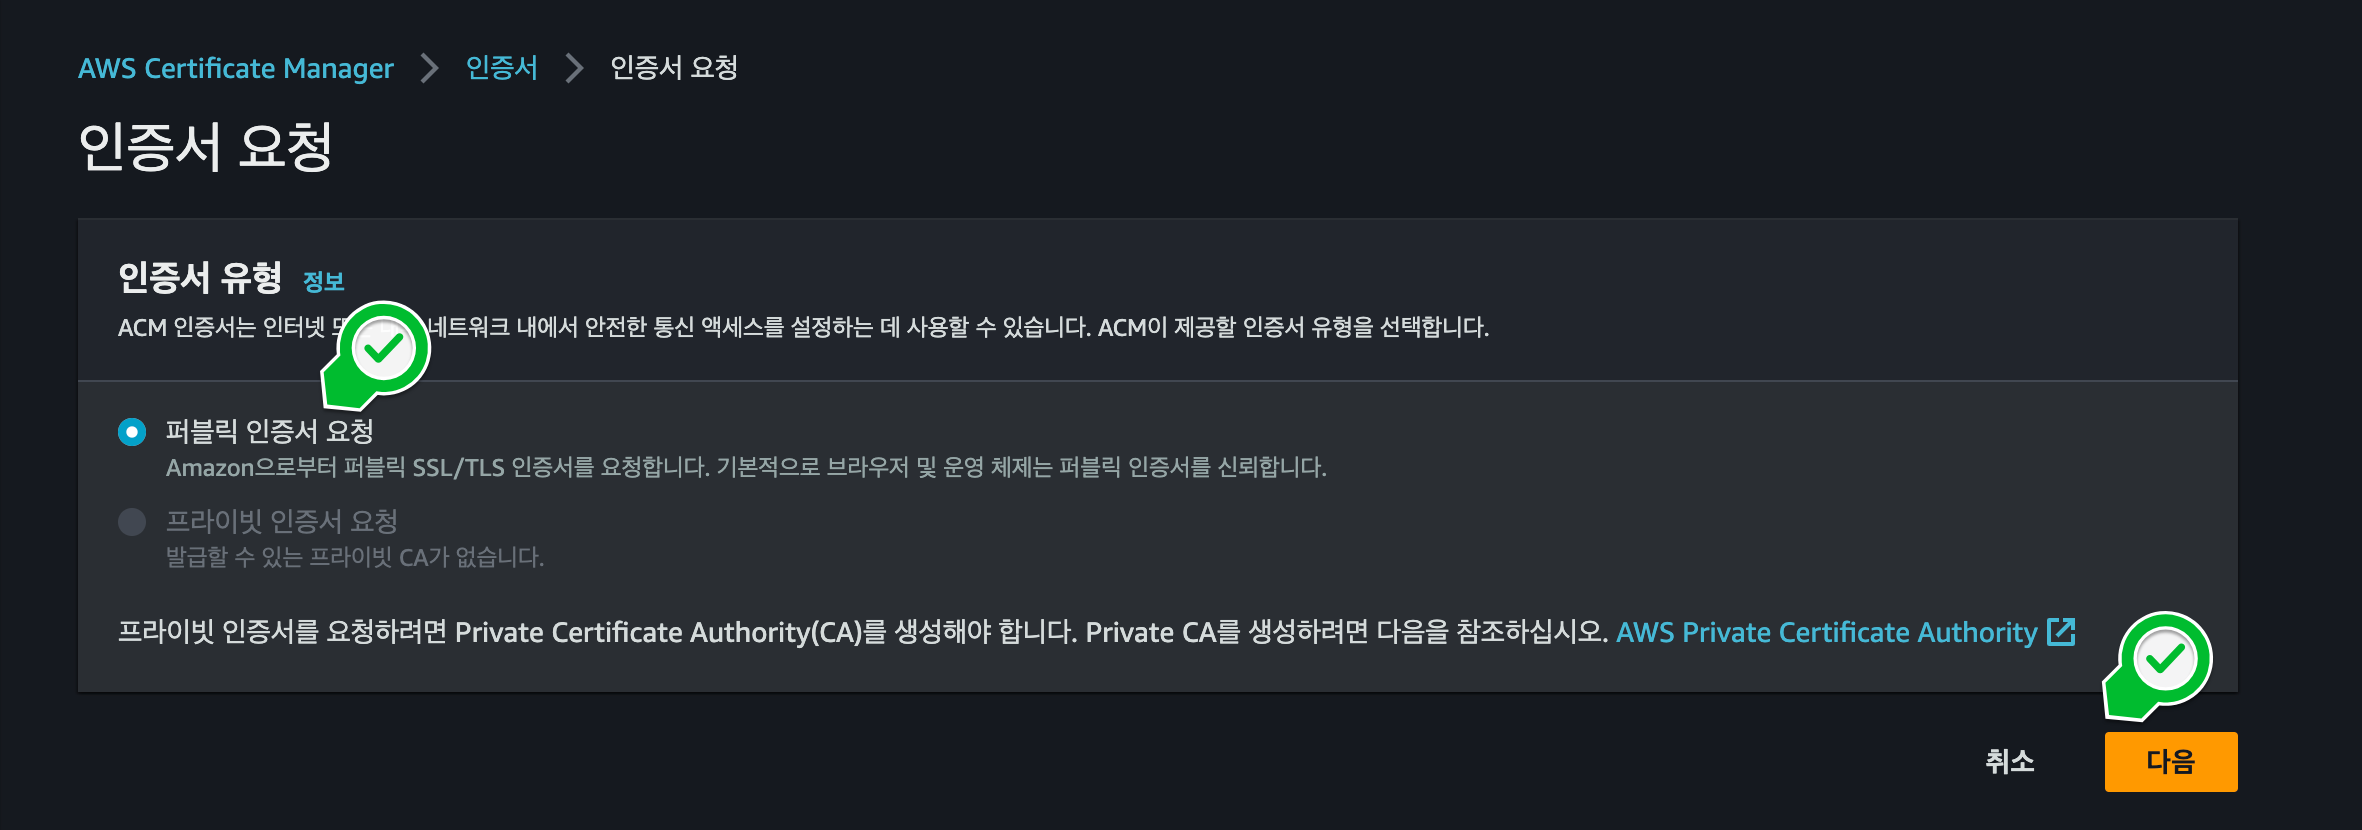 AWS Certificate Manager > 인증서 > 인증서 요청
인증서 요청
인증서 유형 정보
ACM 인증서는 인터넷 네트워크 내에서 안전한 통신 액세스를 설정하는 데 사용할 수 있습니다. ACM이 제공할 인증서 유형을 선택합니다.
퍼블릭 인증서 요청
Amazon으로부터 퍼블릭 SSL/TLS 인증서를 요청합니다. 기본적으로 브라우저 및 운영 체제는 퍼블릭 인증서를 신뢰합니다.
프라이빗 인증서 요청
발급할 수 있는 프라이빗 CA가 없습니다.
프라이빗 인증서를 요청하려면 Private Certificate Authority(CA)를 생성해야 합니다. Private CA를 생성하려면 다음을 참조하십시오. AWS Private Certificate Authority
취소 다음